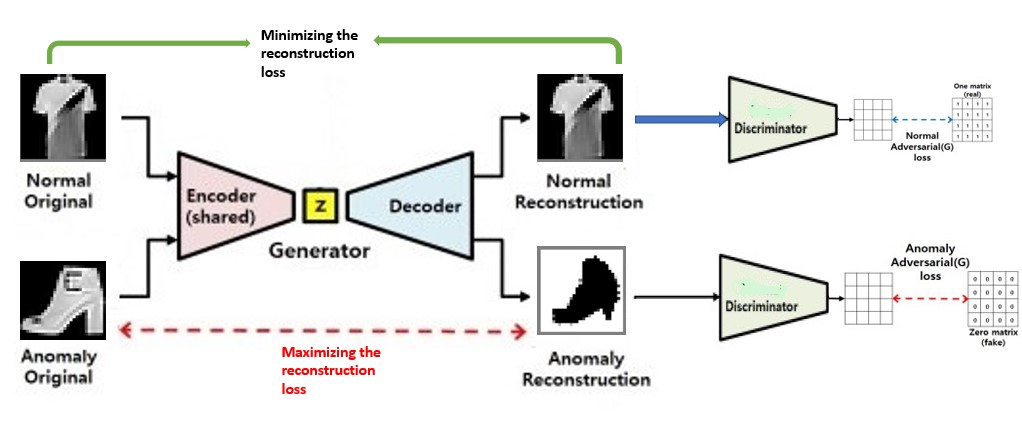 Minimizing the
reconstruction
loss
Normal
Original
Encoder
(shared)
Z
Decoder
Generator
Normal
Reconstruction
Discriminator
Normal
Adversarial(G)
loss
One matrix
(real)
1 1 1 1
1 1 1 1
1 1 1 1
1 1 1 1
Anomaly
Original
Maximizing the
reconstruction
loss
Anomaly
Reconstruction
Discriminator
Anomaly
Adversarial(G)
loss
0 0 0 0
0 0 0 0
0 0 0 0
0 0 0 0
Zero matrix
(fake)